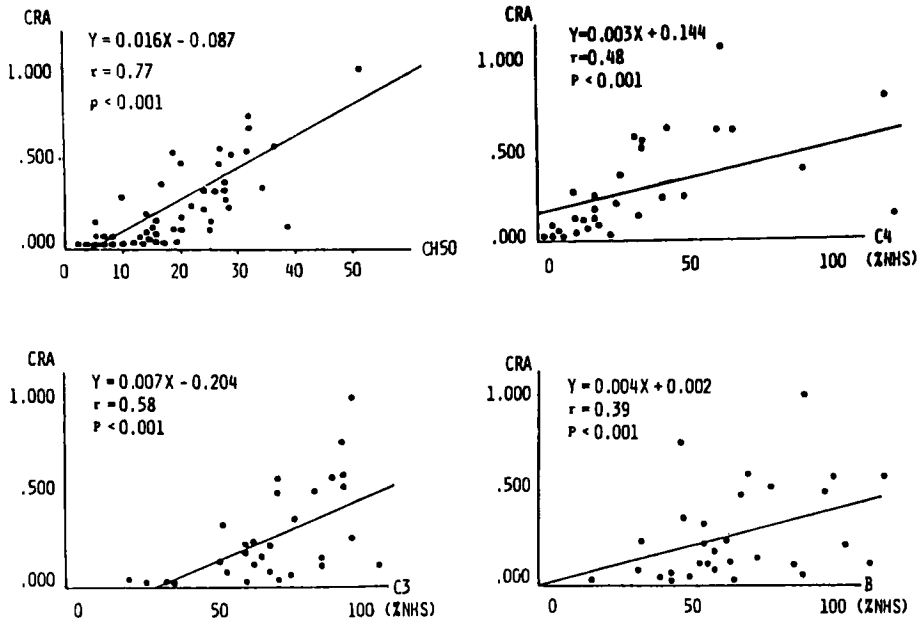 CRA
Y = 0.016X - 0.087
r = 0.77
p < 0.001
1.000
.500
.000
0 10 20 30 40 50
CH50
CRA
Y=0.003X + 0.144
r=0.48
P < 0.001
1.000
.500
.000
0 50 100 (%NHS)
C4
CRA
Y = 0.007X - 0.204
r = 0.58
P < 0.001
1.000
.500
.000
0 50 100 (%NHS)
C3
CRA
Y = 0.004X + 0.002
r = 0.39
P < 0.001
1.000
.500
.000
0 50 100 (%NHS)
B